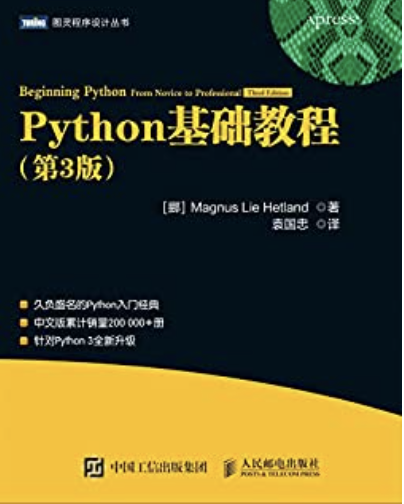 TURING 图灵程序设计丛书
Apress®
Beginning Python From Novice to Professional Third Edition
Python基础教程
(第3版)
Magnus Lie Hetland ◎著
袁国忠 ◎译
久负盛名的Python入门经典
中文版累计销量200 000+册
针对Python 3全新升级
中国工信出版集团
人民邮电出版社
POSTS & TELECOM PRESS